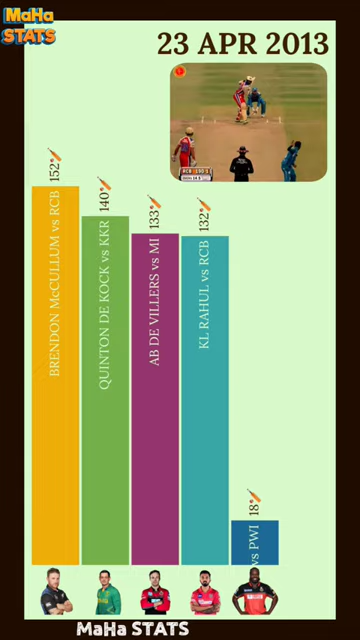 MaHa
STATS
23 APR 2013
152*
BRENDON McCULLUM vs RCB
140*
QUINTON DE KOCK vs KKR
133*
AB DE VILLERS vs MI
132*
KL RAHUL vs RCB
18*
vs PWI
RCB
MaHa STATS